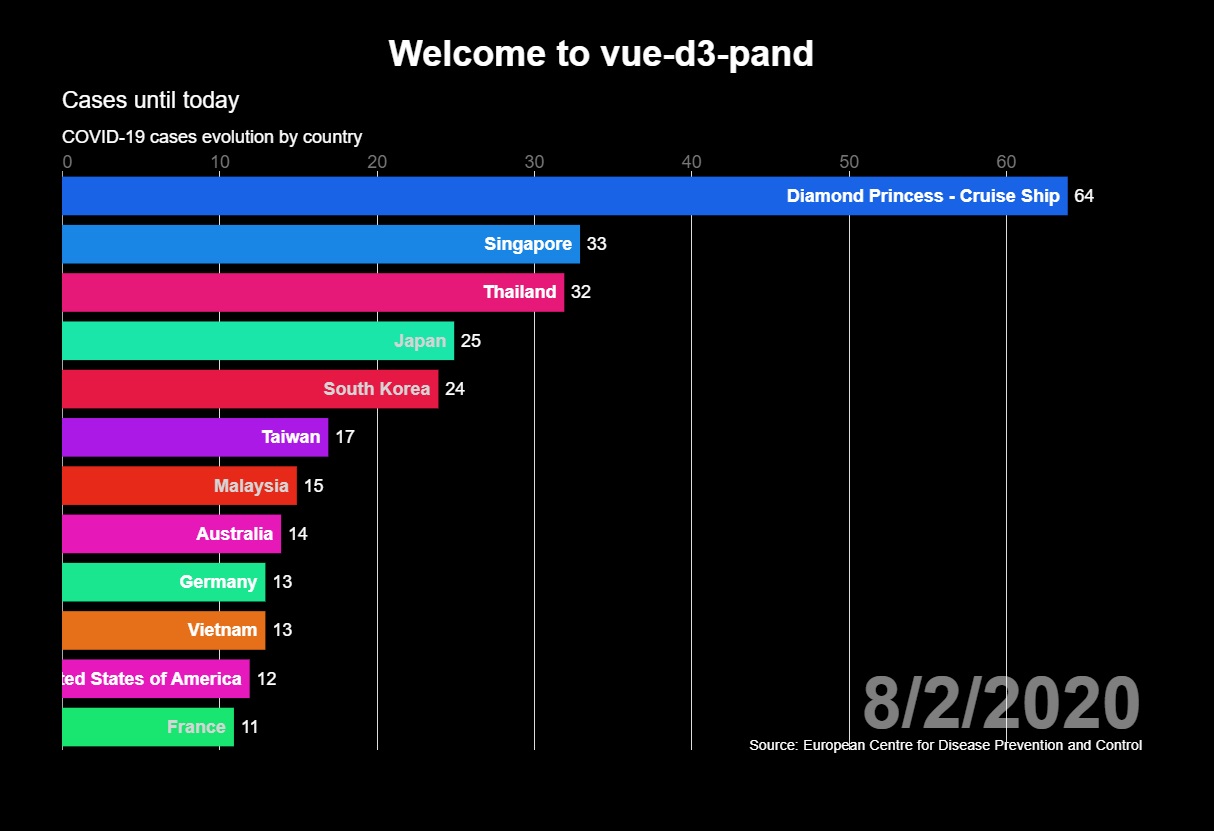 Welcome to vue-d3-pand
Cases until today
COVID-19 cases evolution by country
0 10 20 30 40 50 60
Diamond Princess - Cruise Ship 64
Singapore 33
Thailand 32
Japan 25
South Korea 24
Taiwan 17
Malaysia 15
Australia 14
Germany 13
Vietnam 13
ted States of America 12
France 11
8/2/2020
Source: European Centre for Disease Prevention and Control